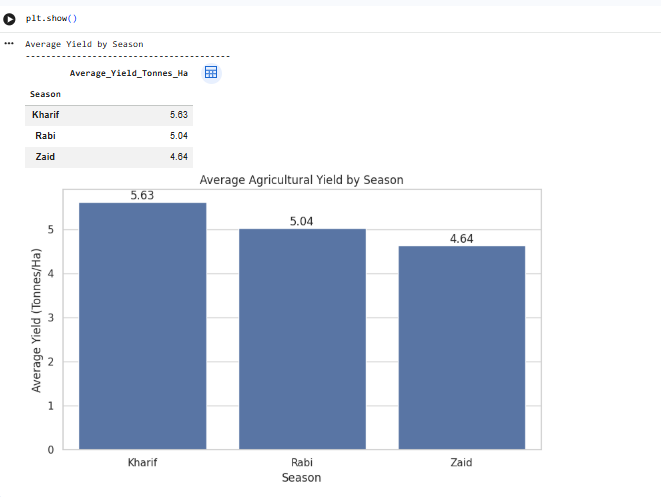 plt.show()
Average Yield by Season
----------------------------------------
Average_Yield_Tonnes_Ha
Season
Kharif 5.63
Rabi 5.04
Zaid 4.64
Average Agricultural Yield by Season
5.63
5.04
4.64
5
4
3
2
1
0
Average Yield (Tonnes/Ha)
Kharif Rabi Zaid
Season